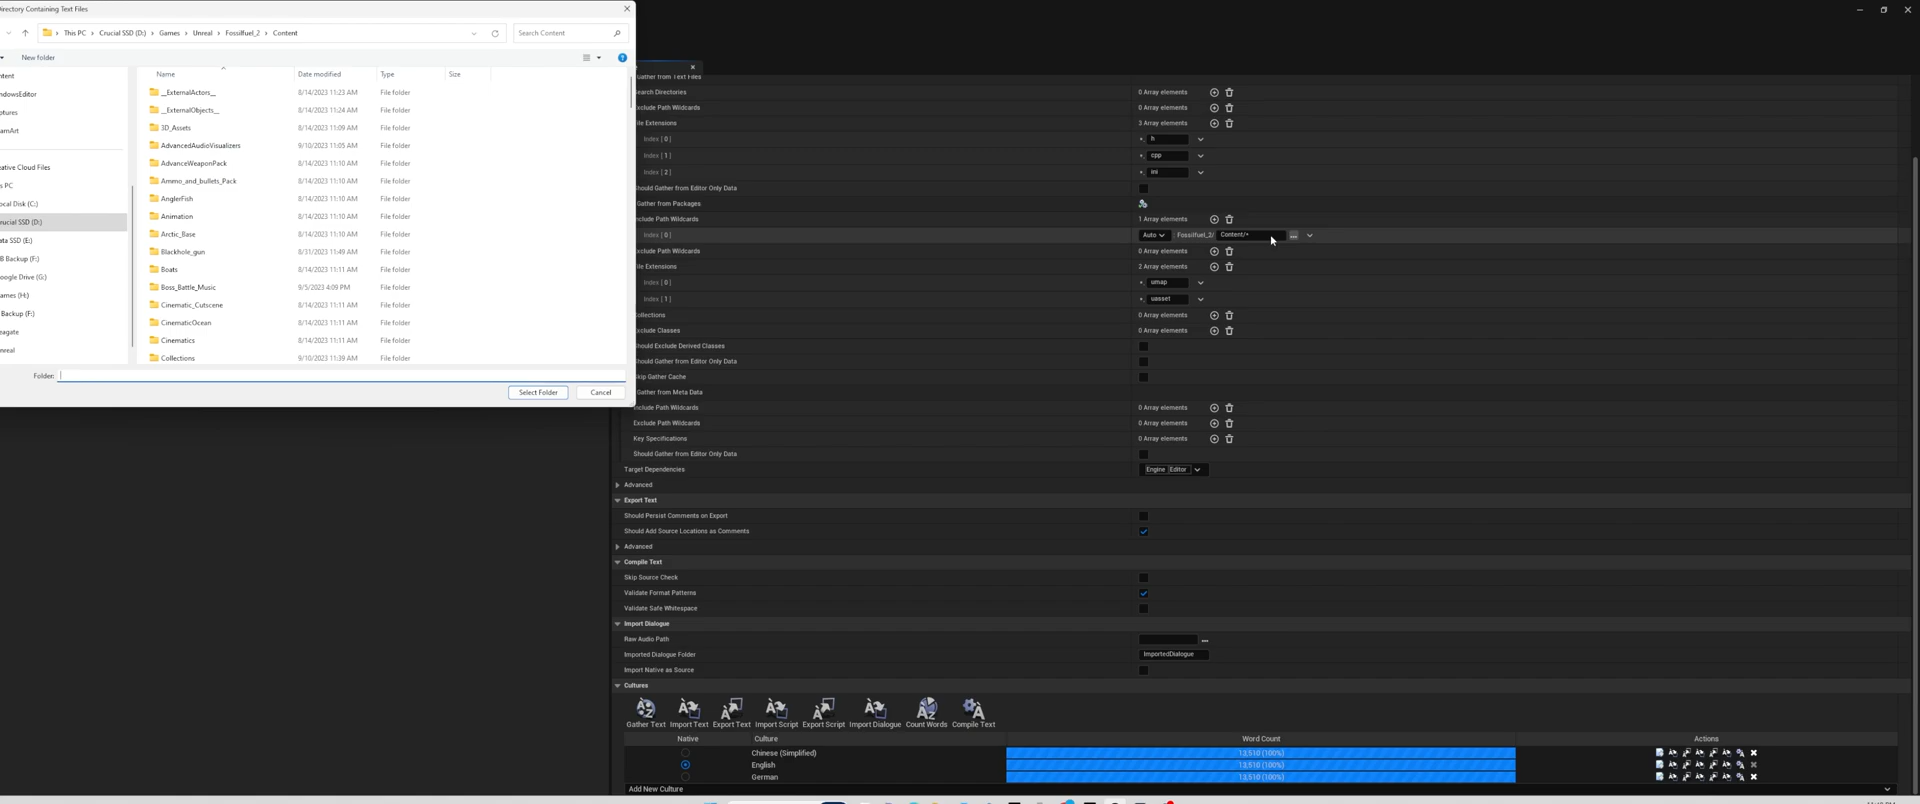 Directory Containing Text Files
This PC > Crucial SSD (D:) > Games > Unreal > Fossilfuel_2 > Content
Search Content
New folder
Name Date modified Type Size
__ExternalActors__ 8/14/2023 11:23 AM File folder
__ExternalObjects__ 8/14/2023 11:24 AM File folder
3D_Assets 8/14/2023 11:09 AM File folder
AdvancedAudioVisualizers 9/10/2023 11:05 AM File folder
AdvanceWeaponPack 8/14/2023 11:10 AM File folder
Ammo_and_bullets_Pack 8/14/2023 11:10 AM File folder
AnglerFish 8/14/2023 11:10 AM File folder
Animation 8/14/2023 11:10 AM File folder
Arctic_Base 8/14/2023 11:10 AM File folder
Blackhole_gun 8/31/2023 11:49 AM File folder
Boats 8/14/2023 11:11 AM File folder
Boss_Battle_Music 9/5/2023 4:09 PM File folder
Cinematic_Cutscene 8/14/2023 11:11 AM File folder
CinematicOcean 8/14/2023 11:11 AM File folder
Cinematics 8/14/2023 11:11 AM File folder
Collections 9/10/2023 11:39 AM File folder
ntent
ndowsEditor
ptures
amArt
eative Cloud Files
s PC
ocal Disk (C:)
rucial SSD (D:)
ata SSD (E:)
B Backup (F:)
oogle Drive (G:)
ames (H:)
Backup (F:)
eagate
nreal
Folder:
Select Folder Cancel
Gather from Text Files
earch Directories 0 Array elements
xclude Path Wildcards 0 Array elements
ile Extensions 3 Array elements
Index [ 0 ] h
Index [ 1 ] cpp
Index [ 2 ] ini
hould Gather from Editor Only Data
Gather from Packages
nclude Path Wildcards 1 Array elements
Index [ 0 ] Auto : Fossilfuel_2/ Content/*
xclude Path Wildcards 0 Array elements
ile Extensions 2 Array elements
Index [ 0 ] umap
Index [ 1 ] uasset
ollections 0 Array elements
xclude Classes 0 Array elements
hould Exclude Derived Classes
hould Gather from Editor Only Data
kip Gather Cache
Gather from Meta Data
Include Path Wildcards 0 Array elements
Exclude Path Wildcards 0 Array elements
Key Specifications 0 Array elements
Should Gather from Editor Only Data
Target Dependencies Engine Editor
Advanced
Export Text
Should Persist Comments on Export
Should Add Source Locations as Comments
Advanced
Compile Text
Skip Source Check
Validate Format Patterns
Validate Safe Whitespace
Import Dialogue
Raw Audio Path
Imported Dialogue Folder ImportedDialogue
Import Native as Source
Cultures
Gather Text Import Text Export Text Import Script Export Script Import Dialogue Count Words Compile Text
Native Culture Word Count Actions
Chinese (Simplified) 13,510 (100%)
English 13,510 (100%)
German 13,510 (100%)
Add New Culture